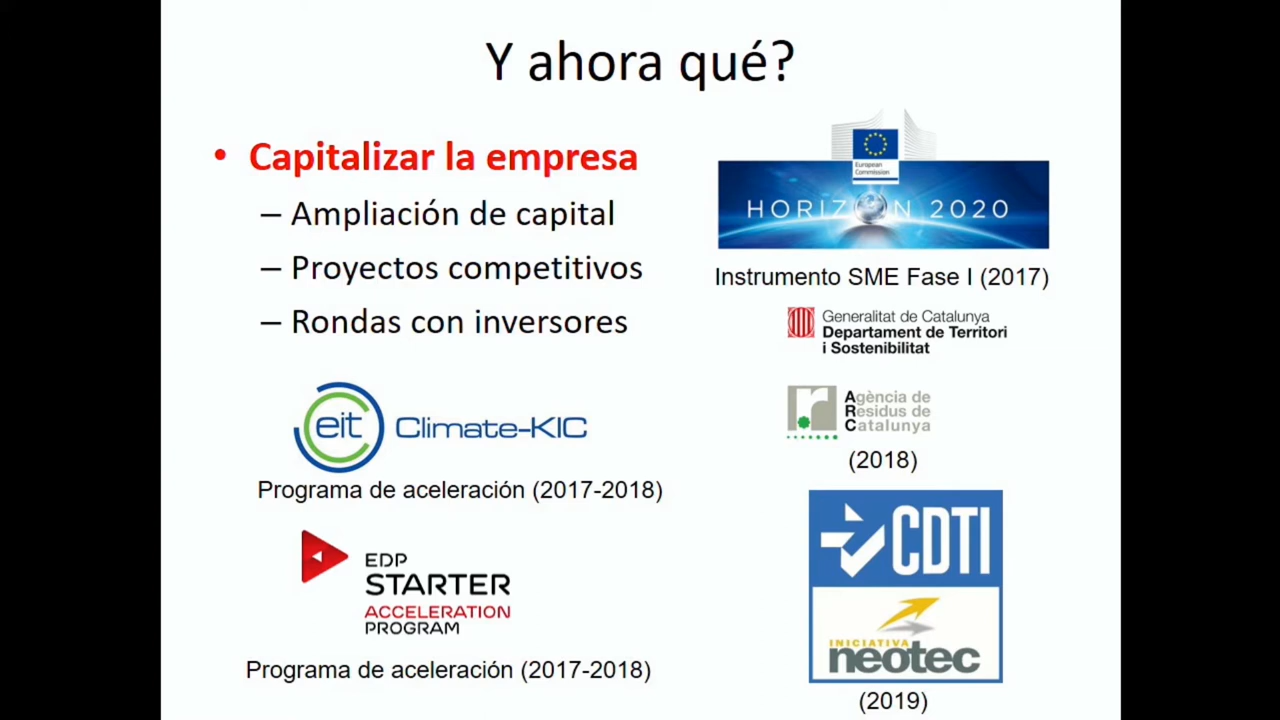 Y ahora qué?
• Capitalizar la empresa
– Ampliación de capital
– Proyectos competitivos
– Rondas con inversores
eit Climate-KIC
Programa de aceleración (2017-2018)
EDP
STARTER
ACCELERATION
PROGRAM
Programa de aceleración (2017-2018)
European
Commission
HORIZON 2020
Instrumento SME Fase I (2017)
Generalitat de Catalunya
Departament de Territori
i Sostenibilitat
Agència de
Residus de
Catalunya
(2018)
CDTI
INICIATIVA
neotec
(2019)